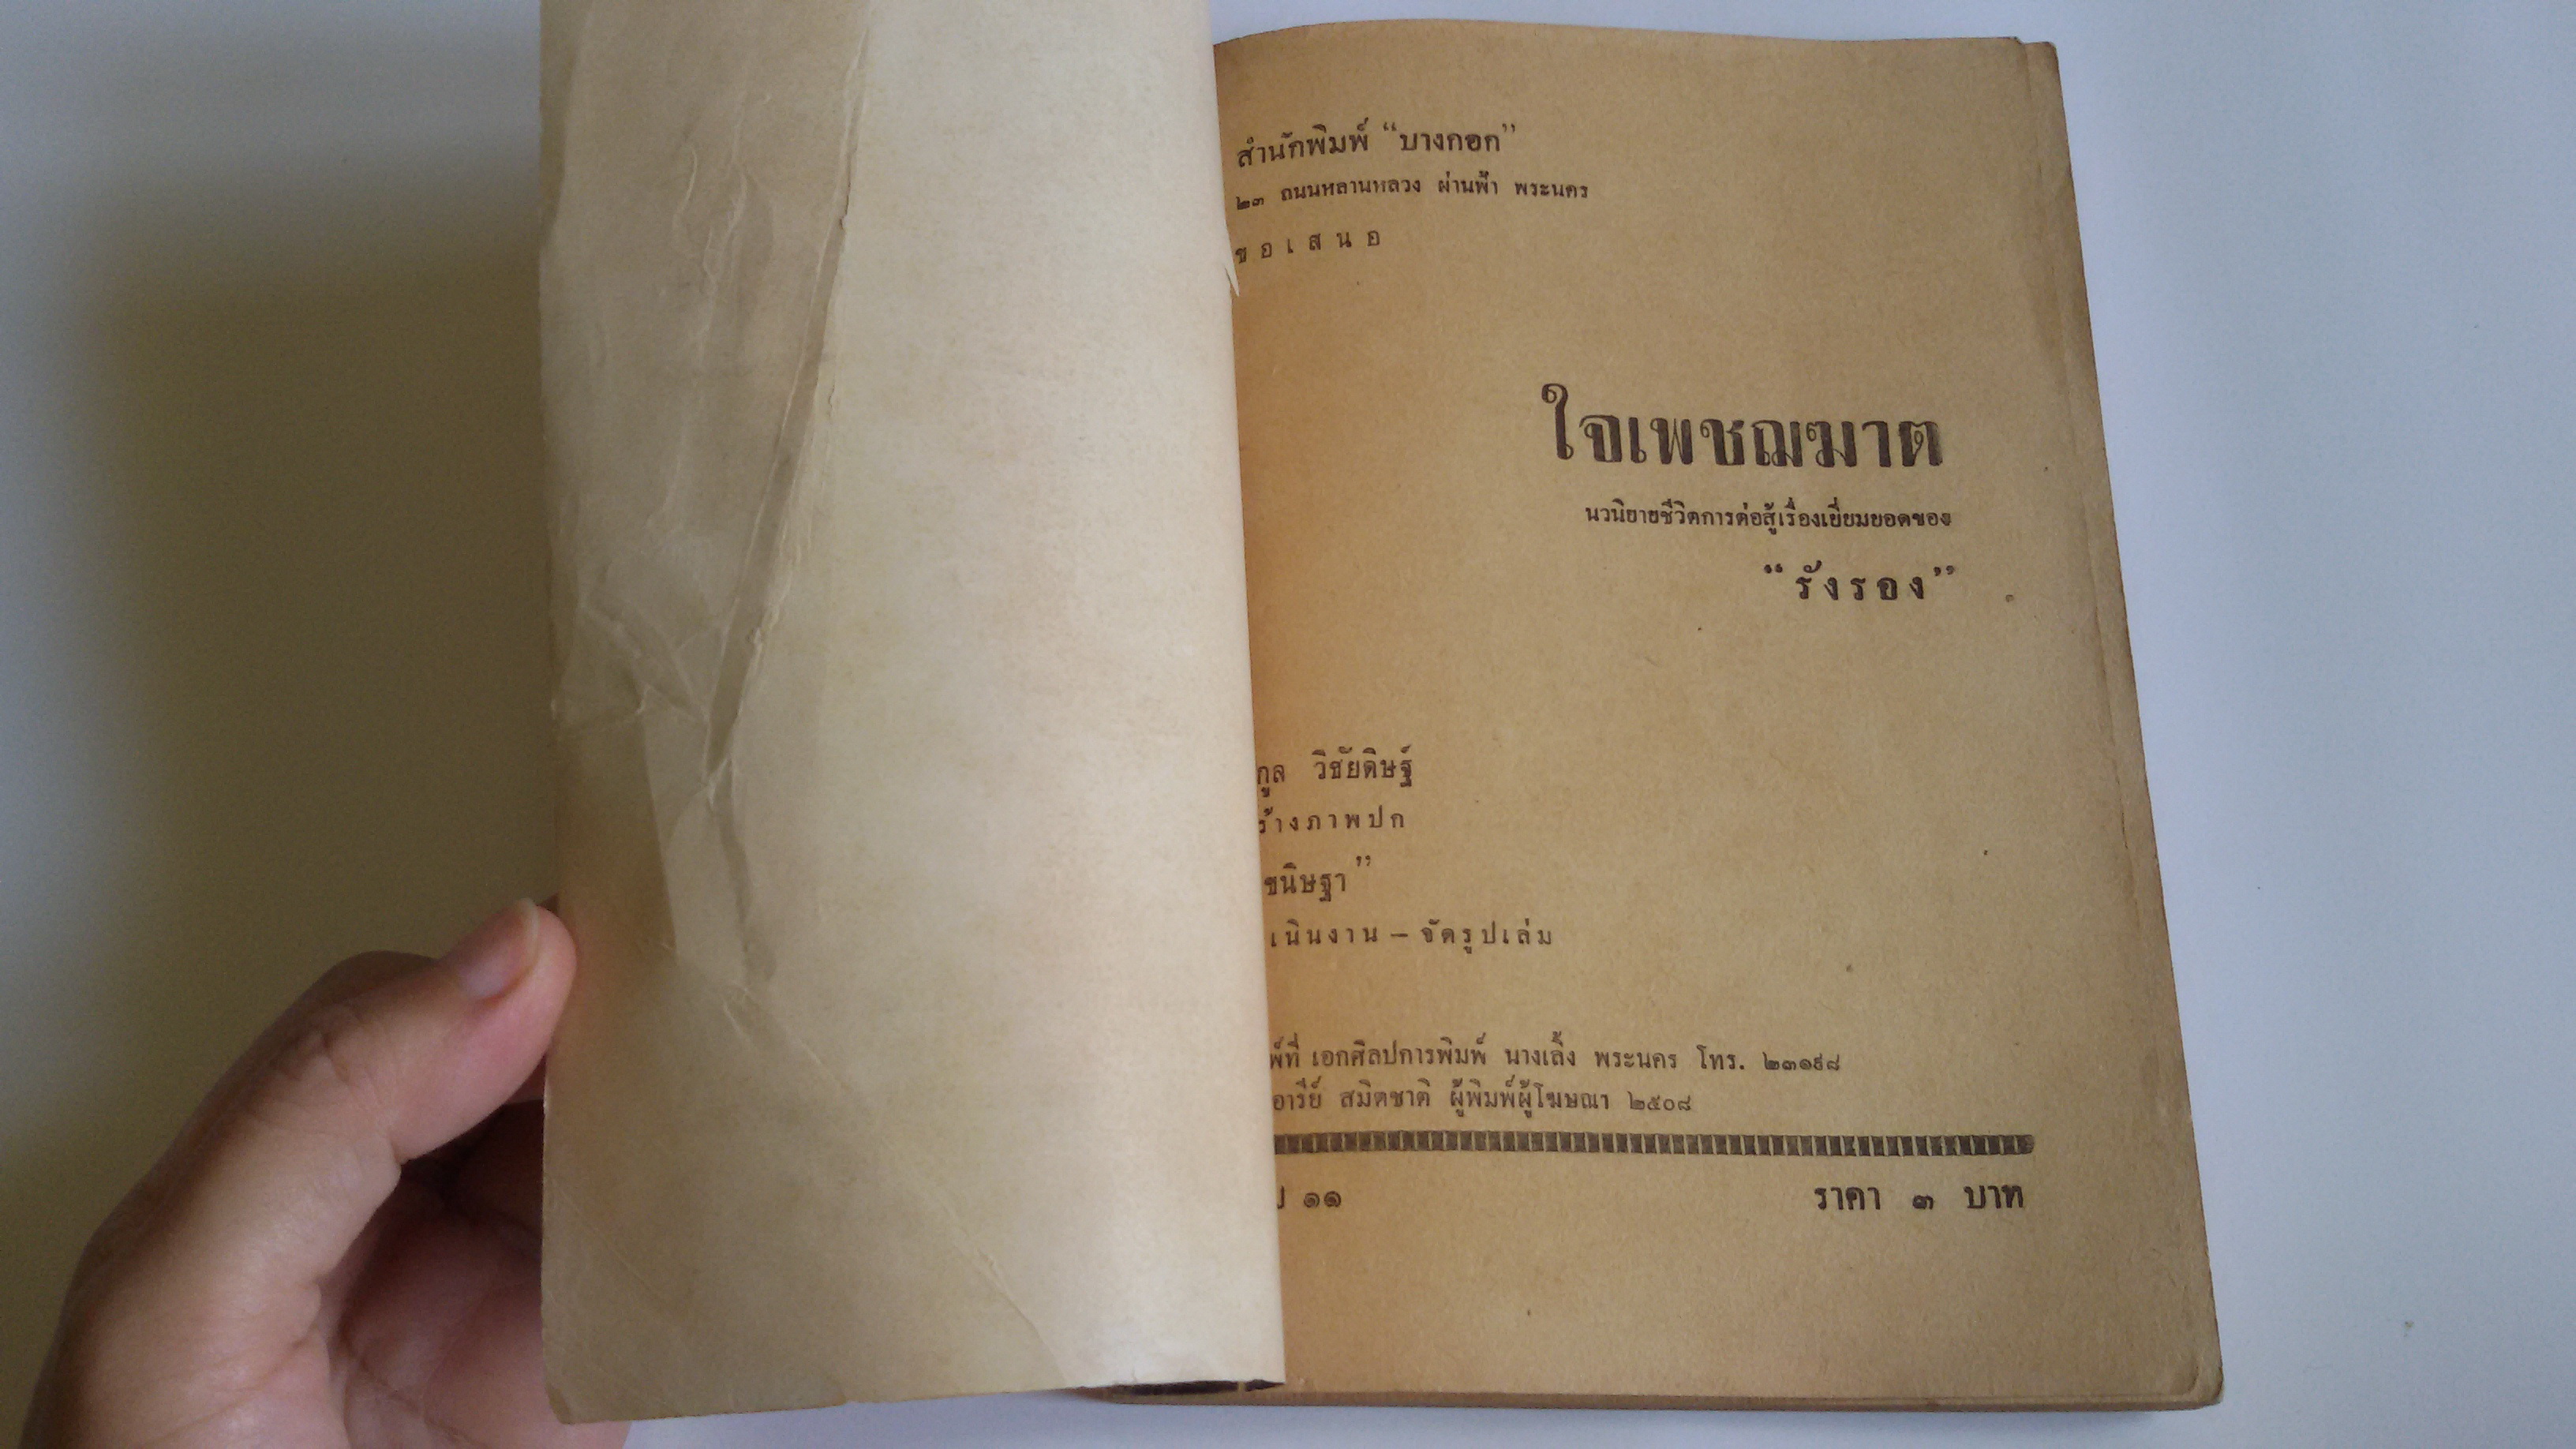 สำนักพิมพ์ “บางกอก”
๒๓ ถนนหลานหลวง ผ่านฟ้า พระนคร
ขอเสนอ
ใจเพชฌฆาต
นวนิยายชีวิตการต่อสู้เรื่องเยี่ยมยอดของ
“รังรอง”
กูล วิชัยดิษฐ์
ร้างภาพปก
ขนิษฐา”
เนินงาน – จัดรูปเล่ม
พ์ที่ เอกศิลปการพิมพ์ นางเลิ้ง พระนคร โทร. ๒๓๑๙๘
อารีย์ สมิตชาติ ผู้พิมพ์ผู้โฆษณา ๒๕๐๘
๑๑ ราคา ๓ บาท